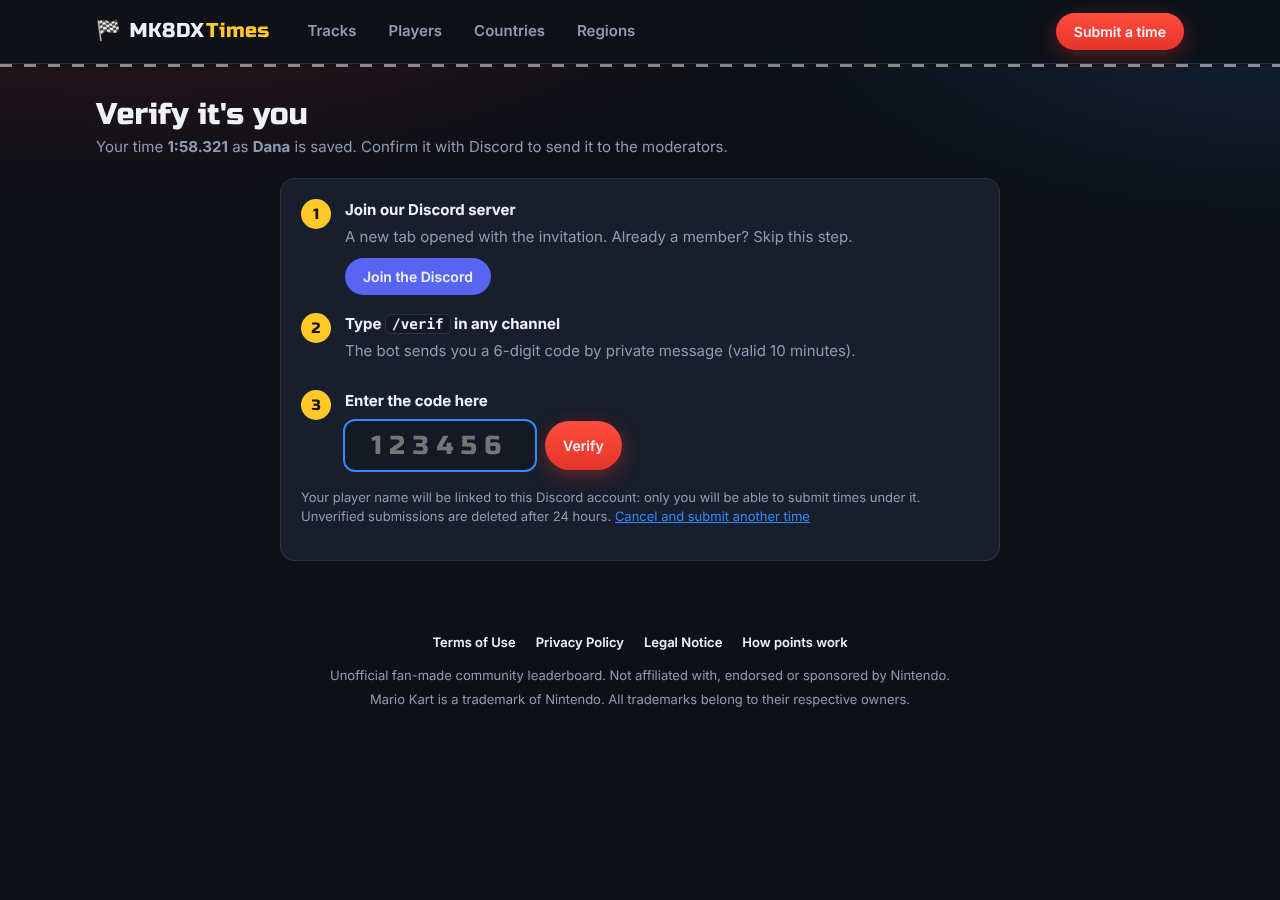 MK8DXTimes
Tracks
Players
Countries
Regions
Submit a time
Verify it's you
Your time 1:58.321 as Dana is saved. Confirm it with Discord to send it to the moderators.
1
Join our Discord server
A new tab opened with the invitation. Already a member? Skip this step.
Join the Discord
2
Type /verif in any channel
The bot sends you a 6-digit code by private message (valid 10 minutes).
3
Enter the code here
123456
Verify
Your player name will be linked to this Discord account: only you will be able to submit times under it.
Unverified submissions are deleted after 24 hours. Cancel and submit another time
Terms of Use
Privacy Policy
Legal Notice
How points work
Unofficial fan-made community leaderboard. Not affiliated with, endorsed or sponsored by Nintendo.
Mario Kart is a trademark of Nintendo. All trademarks belong to their respective owners.